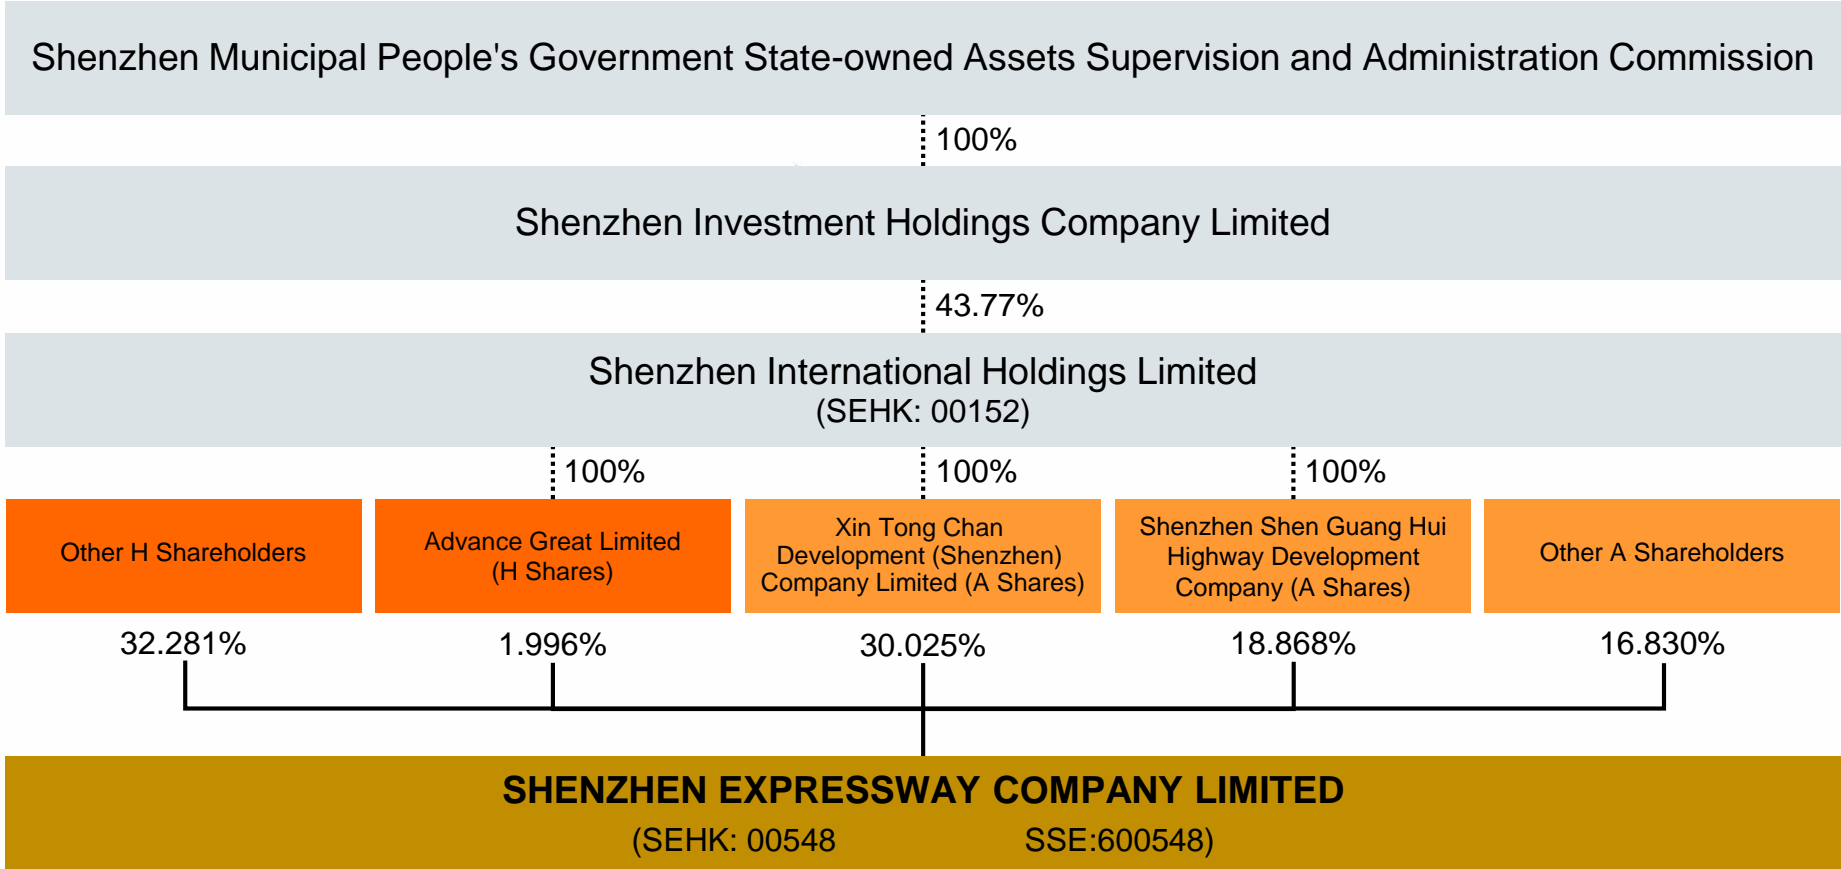 Shenzhen Municipal People's Government State-owned Assets Supervision and Administration Commission
100%
Shenzhen Investment Holdings Company Limited
43.77%
Shenzhen International Holdings Limited
(SEHK: 00152)
100%
100%
100%
Other H Shareholders
Advance Great Limited
(H Shares)
Xin Tong Chan
Development (Shenzhen)
Company Limited (A Shares)
Shenzhen Shen Guang Hui
Highway Development
Company (A Shares)
Other A Shareholders
32.281%
1.996%
30.025%
18.868%
16.830%
SHENZHEN EXPRESSWAY COMPANY LIMITED
(SEHK: 00548 SSE:600548)